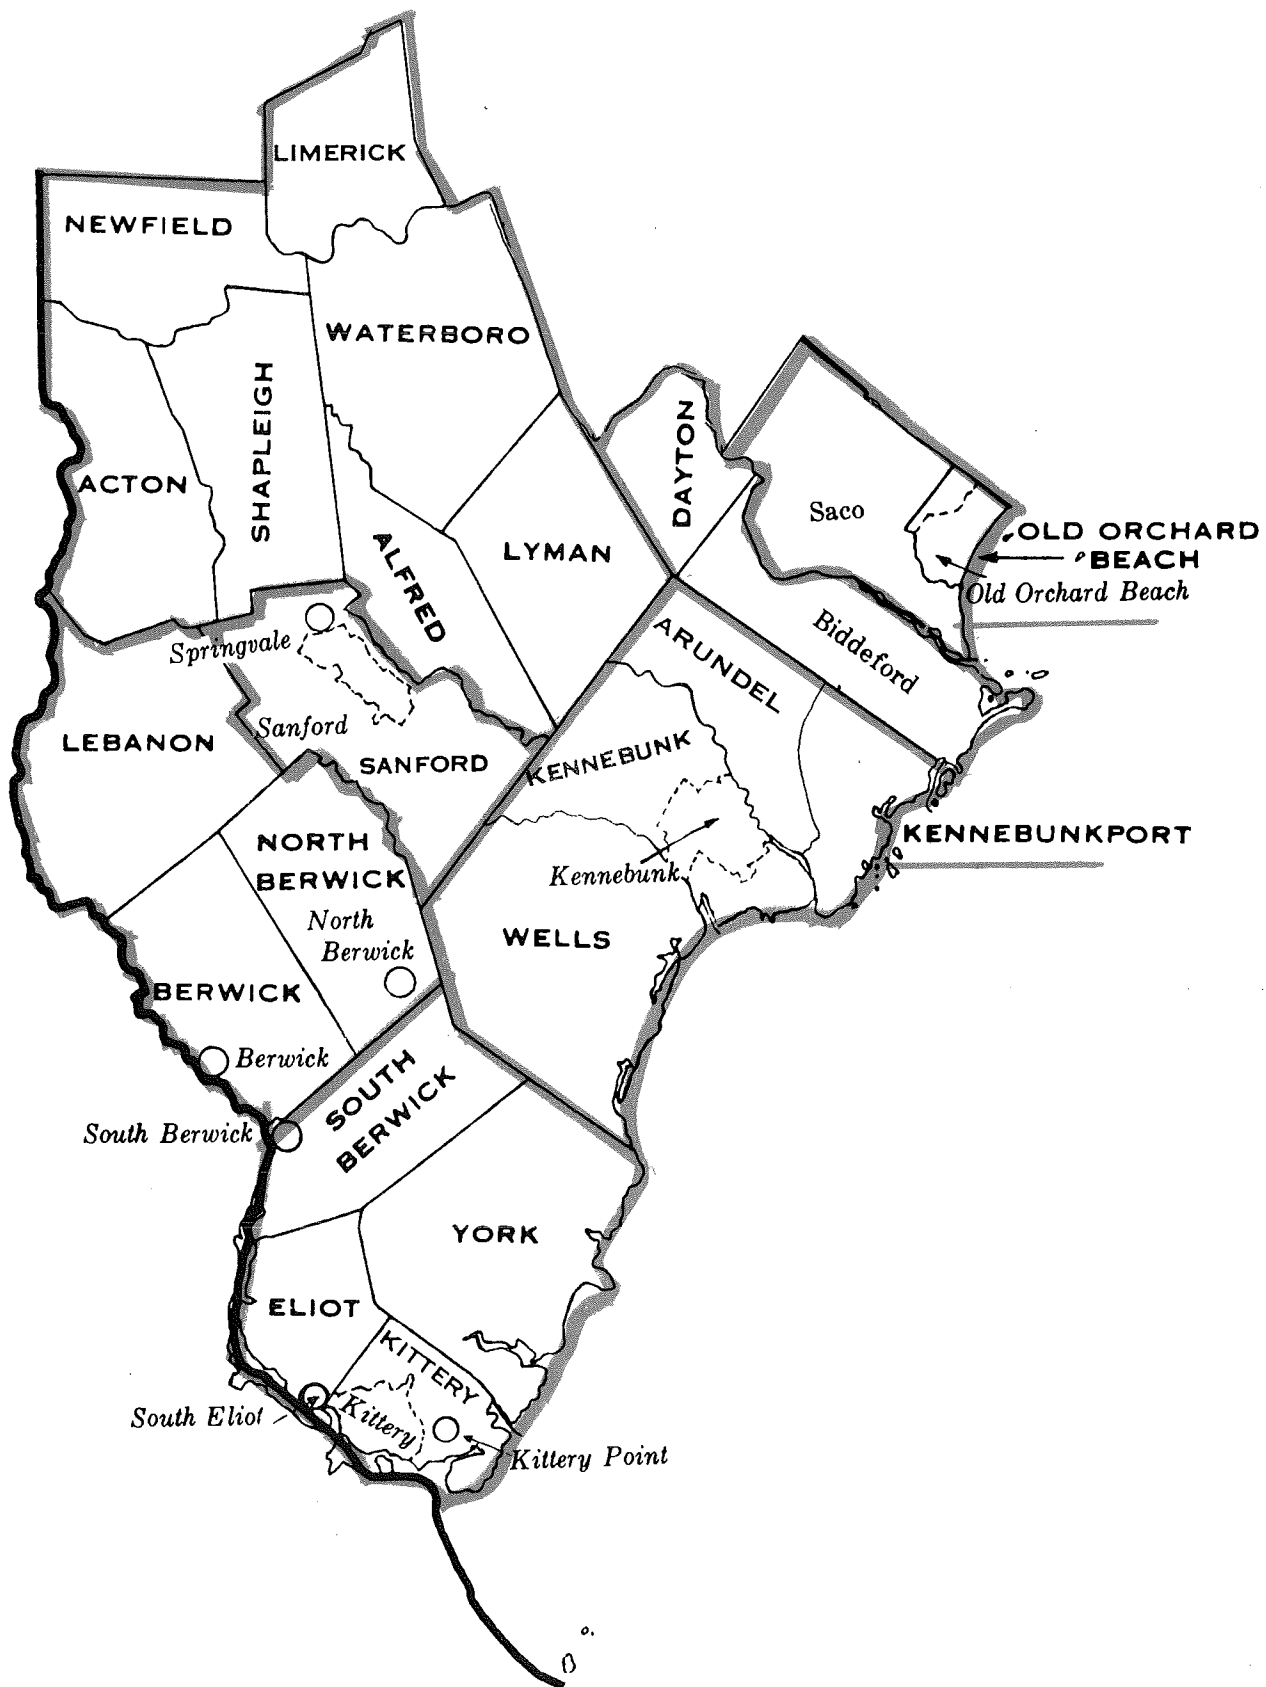 LIMERICK
NEWFIELD
WATERBORO
SHAPLEIGH
DAYTON
ACTON
Saco
OLD ORCHARD
BEACH
Old Orchard Beach
LYMAN
ALFRED
Springvale
ARUNDEL
Biddeford
Sanford
LEBANON
SANFORD
KENNEBUNK
NORTH
BERWICK
KENNEBUNKPORT
Kennebunk
North
Berwick
WELLS
BERWICK
Berwick
SOUTH
BERWICK
South Berwick
YORK
ELIOT
KITTERY
South Eliot
Kittery
Kittery Point